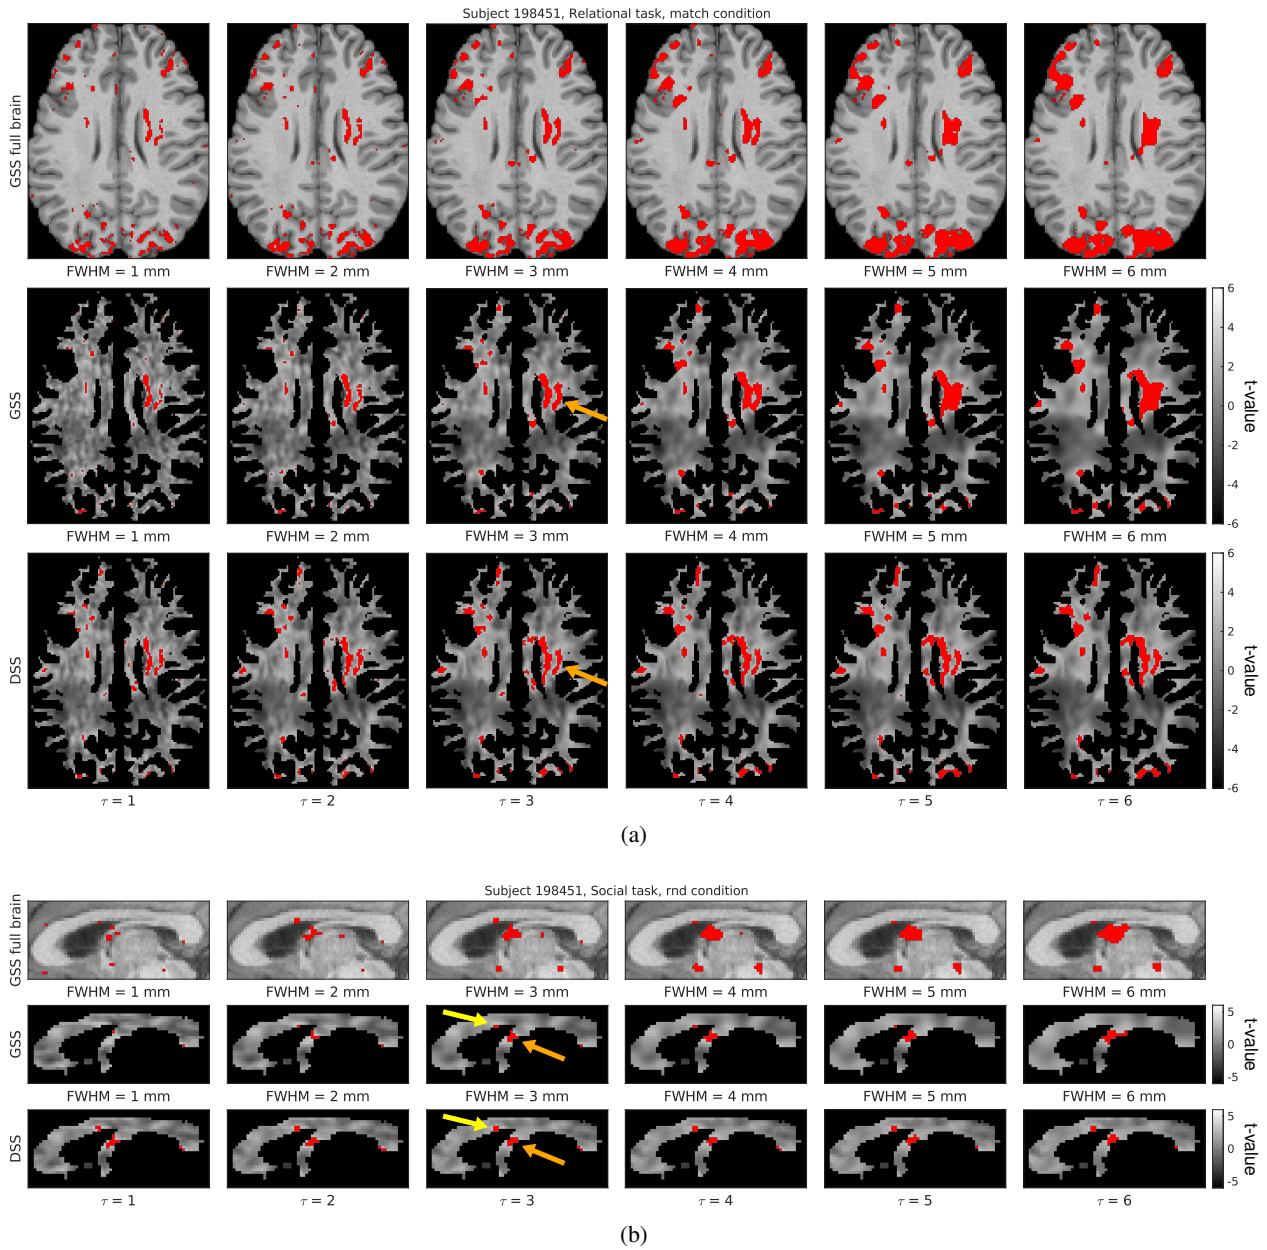 Subject 198451, Relational task, match condition
GSS full brain
FWHM = 1 mm FWHM = 2 mm FWHM = 3 mm FWHM = 4 mm FWHM = 5 mm FWHM = 6 mm
GSS
6
4
2
0
-2
-4
-6
t-value
FWHM = 1 mm FWHM = 2 mm FWHM = 3 mm FWHM = 4 mm FWHM = 5 mm FWHM = 6 mm
DSS
6
4
2
0
-2
-4
-6
t-value
τ = 1 τ = 2 τ = 3 τ = 4 τ = 5 τ = 6
(a)
Subject 198451, Social task, rnd condition
GSS full brain
FWHM = 1 mm FWHM = 2 mm FWHM = 3 mm FWHM = 4 mm FWHM = 5 mm FWHM = 6 mm
GSS
5
0
-5
t-value
FWHM = 1 mm FWHM = 2 mm FWHM = 3 mm FWHM = 4 mm FWHM = 5 mm FWHM = 6 mm
DSS
5
0
-5
t-value
τ = 1 τ = 2 τ = 3 τ = 4 τ = 5 τ = 6
(b)